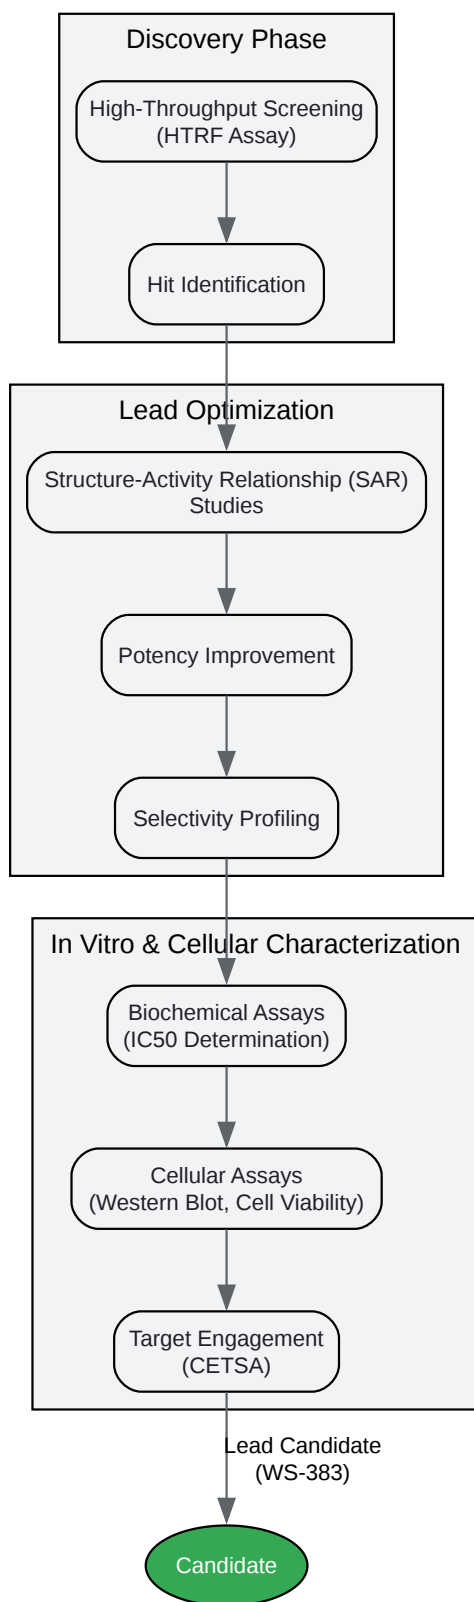 Discovery Phase
High-Throughput Screening
(HTRF Assay)
Hit Identification
Lead Optimization
Structure-Activity Relationship (SAR)
Studies
Potency Improvement
Selectivity Profiling
In Vitro & Cellular Characterization
Biochemical Assays
(IC50 Determination)
Cellular Assays
(Western Blot, Cell Viability)
Target Engagement
(CETSA)
Lead Candidate
(WS-383)
Candidate